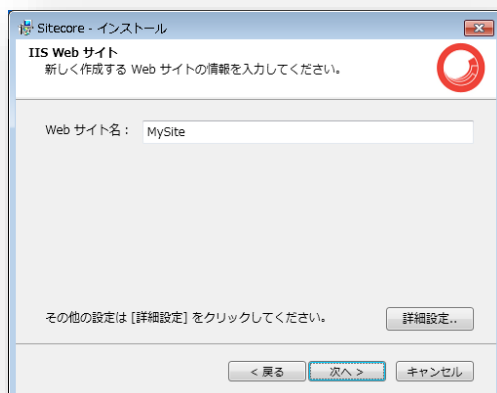 Sitecore - インストール
IIS Web サイト
新しく作成する Web サイトの情報を入力してください。
Web サイト名： MySite
その他の設定は [詳細設定] をクリックしてください。 詳細設定..
< 戻る 次へ > キャンセル